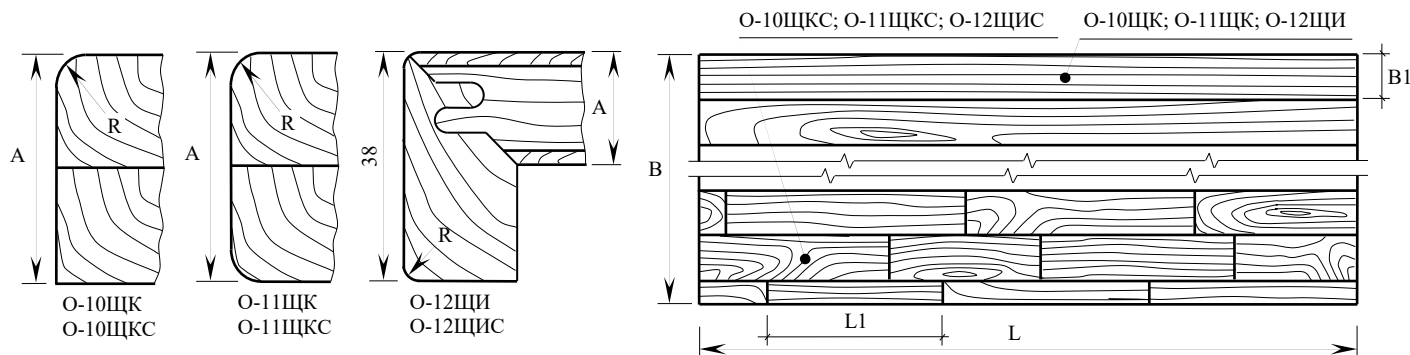 О-10ЩКС; О-11ЩКС; О-12ЩИС
О-10ЩК; О-11ЩК; О-12ЩИ
A
R
A
R
38
R
A
B
B1
L1
L
О-10ЩК
О-10ЩКС
О-11ЩК
О-11ЩКС
О-12ЩИ
О-12ЩИС